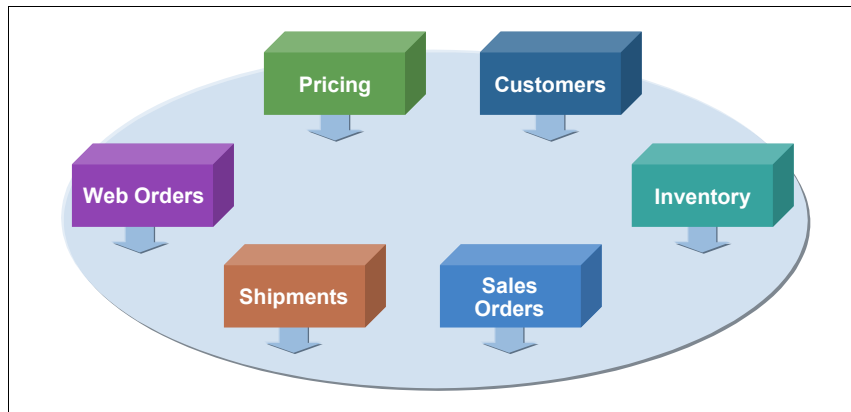 Pricing
Customers
Web Orders
Inventory
Shipments
Sales
Orders